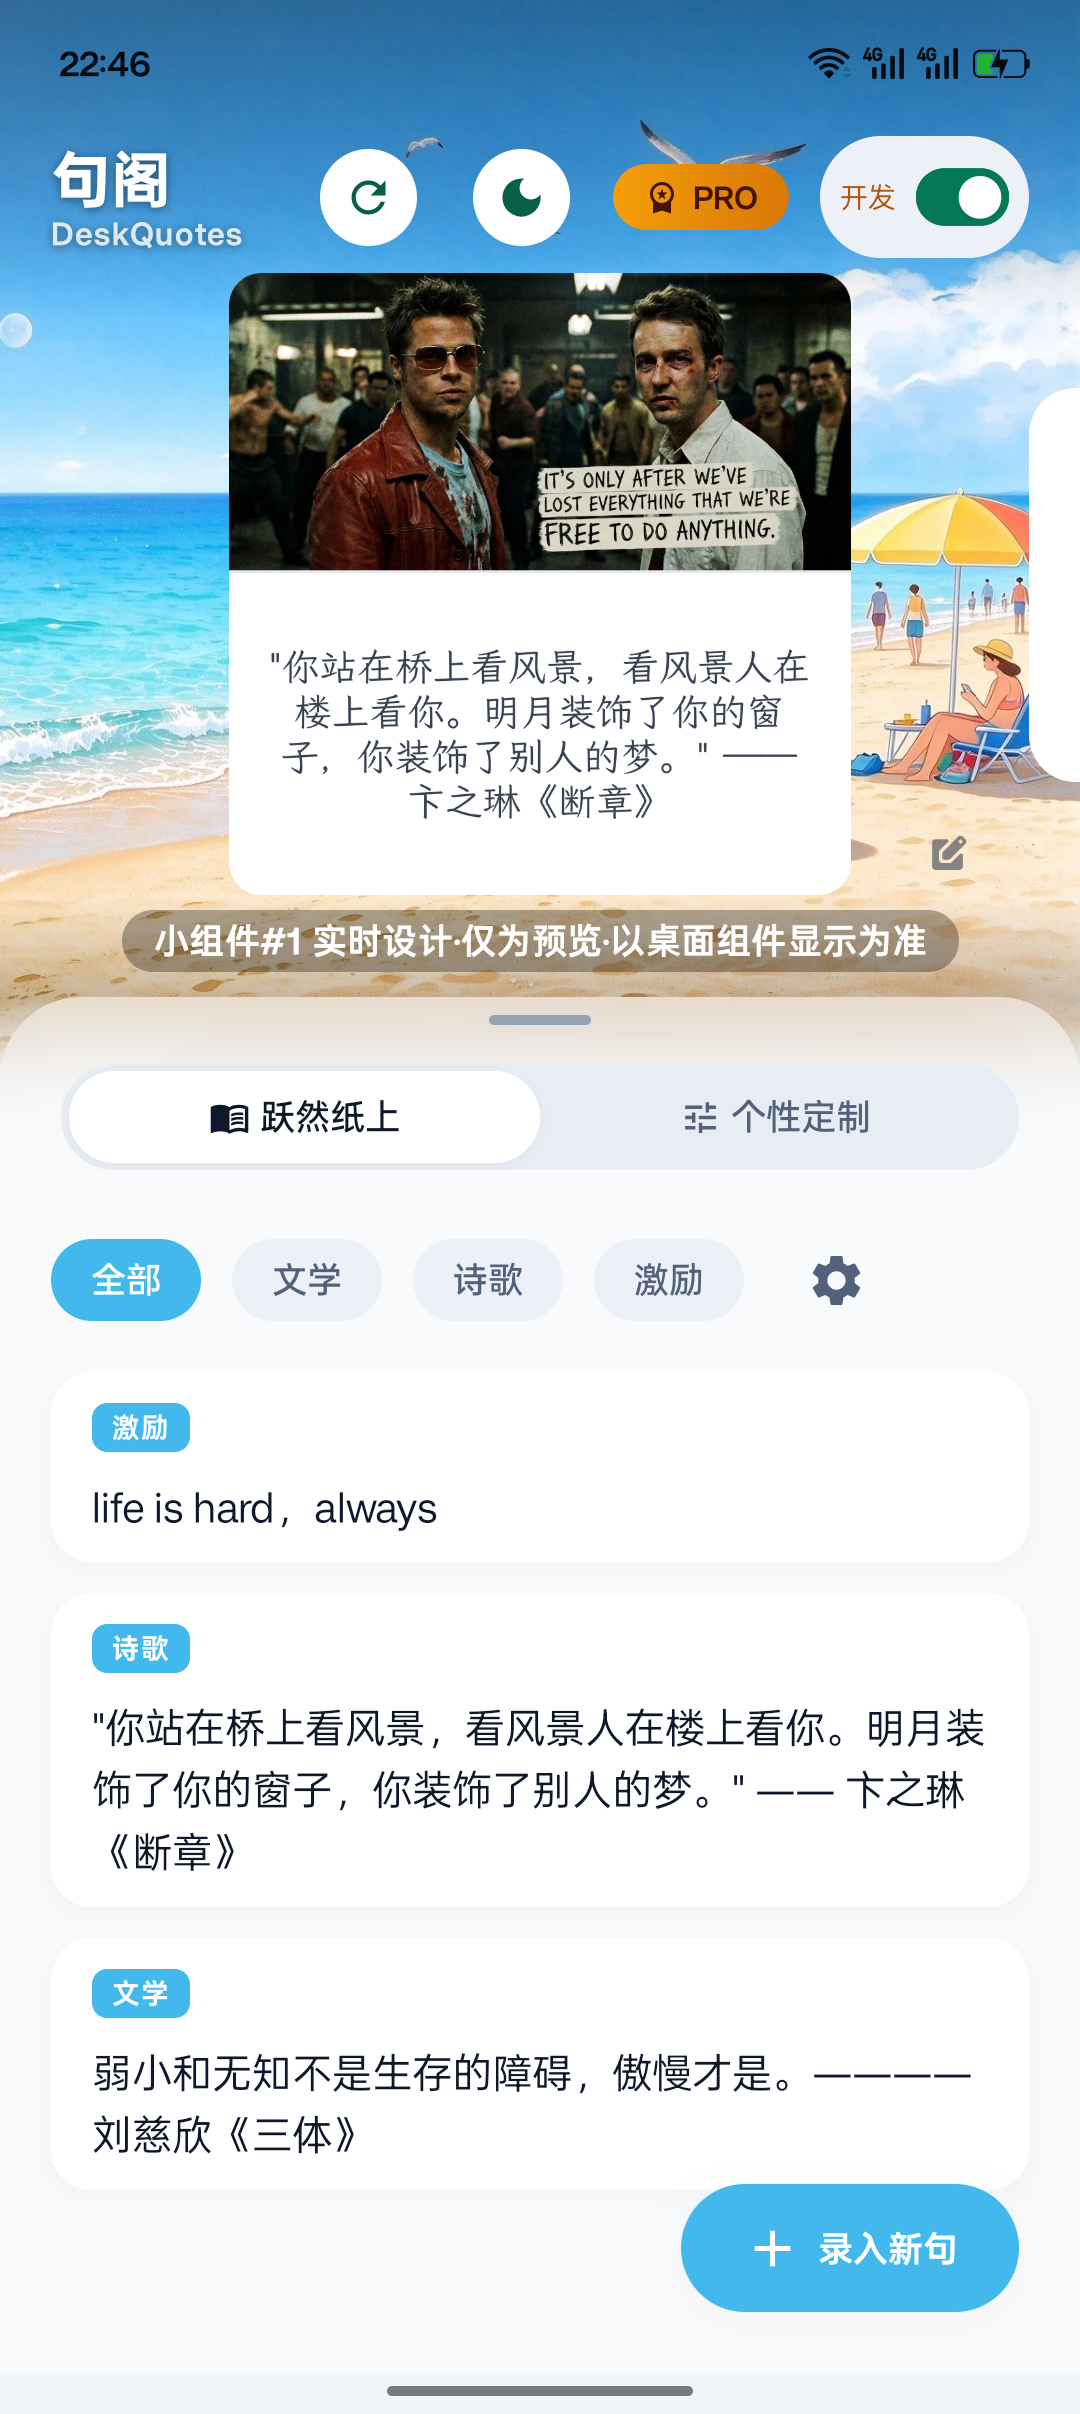 22:46
4G
4G
句阁
DeskQuotes
PRO
开发
IT'S ONLY AFTER WE'VE
LOST EVERYTHING THAT WE'RE
FREE TO DO ANYTHING.
"你站在桥上看风景，看风景人在
楼上看你。明月装饰了你的窗
子，你装饰了别人的梦。" ——
卞之琳《断章》
小组件#1 实时设计·仅为预览·以桌面组件显示为准
跃然纸上
个性定制
全部
文学
诗歌
激励
激励
life is hard，always
诗歌
"你站在桥上看风景，看风景人在楼上看你。明月装
饰了你的窗子，你装饰了别人的梦。" —— 卞之琳
《断章》
文学
弱小和无知不是生存的障碍，傲慢才是。————
刘慈欣《三体》
录入新句